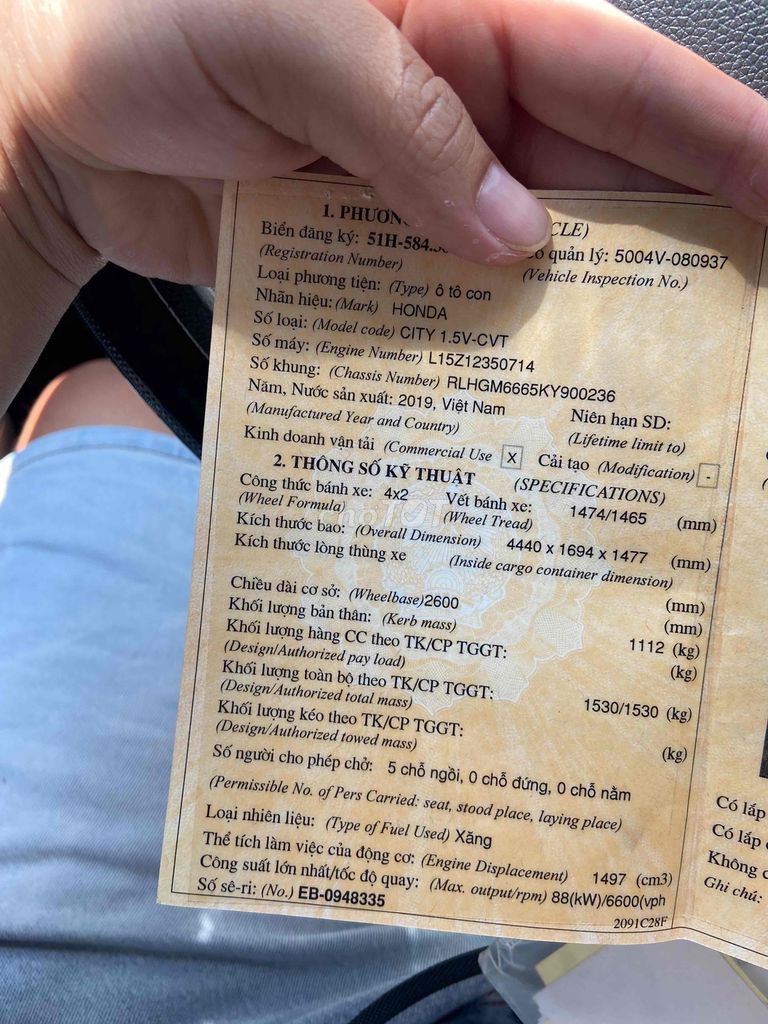 1. PHƯƠNG CLE)
Biển đăng ký: 51H-584. quản lý: 5004V-080937
(Registration Number) (Vehicle Inspection No.)
Loại phương tiện: (Type) ô tô con
Nhãn hiệu: (Mark) HONDA
Số loại: (Model code) CITY 1.5V-CVT
Số máy: (Engine Number) L15Z12350714
Số khung: (Chassis Number) RLHGM6665KY900236
Năm, Nước sản xuất: 2019, Việt Nam Niên hạn SD:
(Manufactured Year and Country) (Lifetime limit to)
Kinh doanh vận tải (Commercial Use X Cải tạo (Modification) -
2. THÔNG SỐ KỸ THUẬT (SPECIFICATIONS)
Công thức bánh xe: 4x2 Vết bánh xe: 1474/1465 (mm)
(Wheel Formula) (Wheel Tread)
Kích thước bao: (Overall Dimension) 4440 x 1694 x 1477 (mm)
Kích thước lòng thùng xe (Inside cargo container dimension)
(mm)
Chiều dài cơ sở: (Wheelbase) 2600 (mm)
Khối lượng bản thân: (Kerb mass) 1112 (kg)
Khối lượng hàng CC theo TK/CP TGGT: (kg)
(Design/Authorized pay load)
Khối lượng toàn bộ theo TK/CP TGGT: 1530/1530 (kg)
(Design/Authorized total mass)
Khối lượng kéo theo TK/CP TGGT: (kg)
(Design/Authorized towed mass)
Số người cho phép chở: 5 chỗ ngồi, 0 chỗ đứng, 0 chỗ nằm
(Permissible No. of Pers Carried: seat, stood place, laying place)
Loại nhiên liệu: (Type of Fuel Used) Xăng
Thể tích làm việc của động cơ: (Engine Displacement) 1497 (cm3)
Công suất lớn nhất/tốc độ quay: (Max. output/rpm) 88(kW)/6600(vph
Số sê-ri: (No.) EB-0948335
2091C28F
Có lắp
Có lắp
Không
Ghi chú: